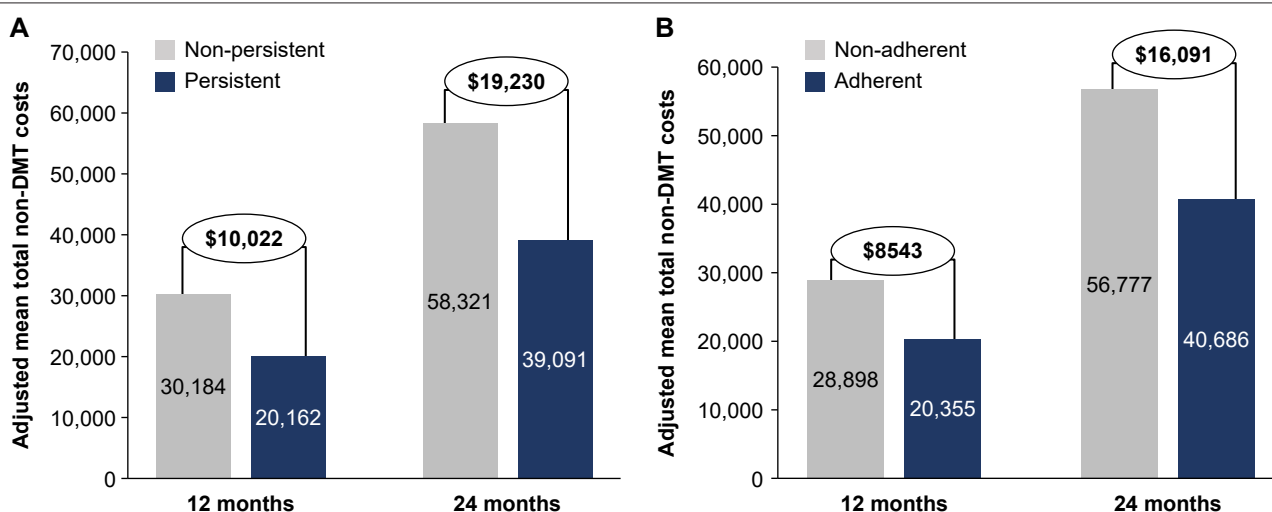 A
Adjusted mean total non-DMT costs
70,000
60,000
50,000
40,000
30,000
20,000
10,000
0
Non-persistent
Persistent
$10,022
$19,230
30,184
20,162
58,321
39,091
12 months
24 months
B
Adjusted mean total non-DMT costs
60,000
50,000
40,000
30,000
20,000
10,000
0
Non-adherent
Adherent
$8543
$16,091
28,898
20,355
56,777
40,686
12 months
24 months